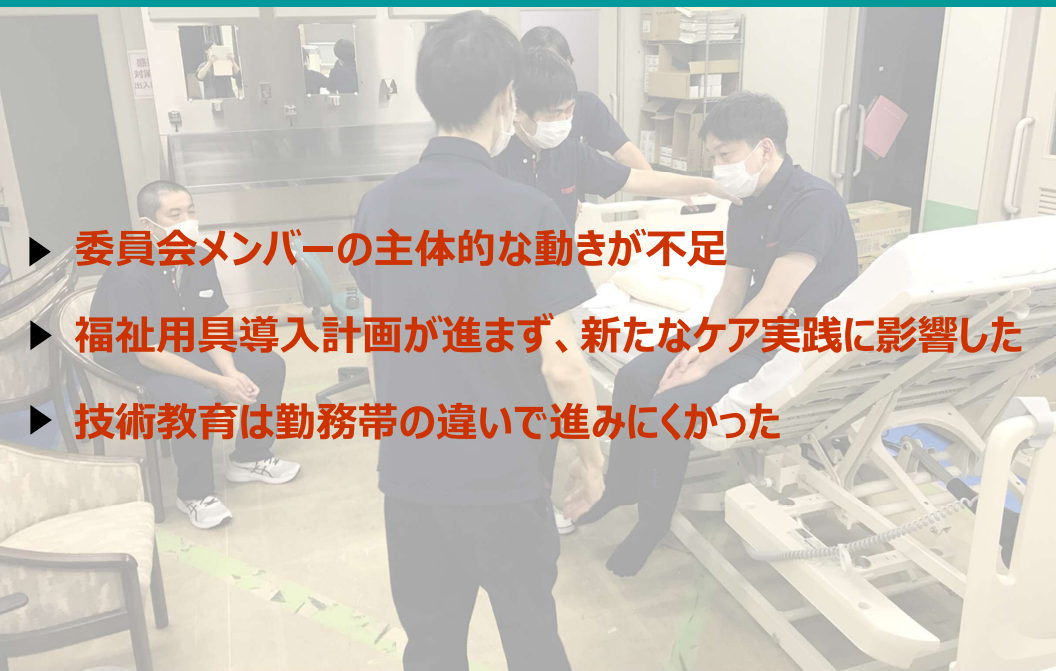 委員会メンバーの主体的な動きが不足
福祉用具導入計画が進まず、新たなケア実践に影響した
技術教育は勤務帯の違いで進みにくかった